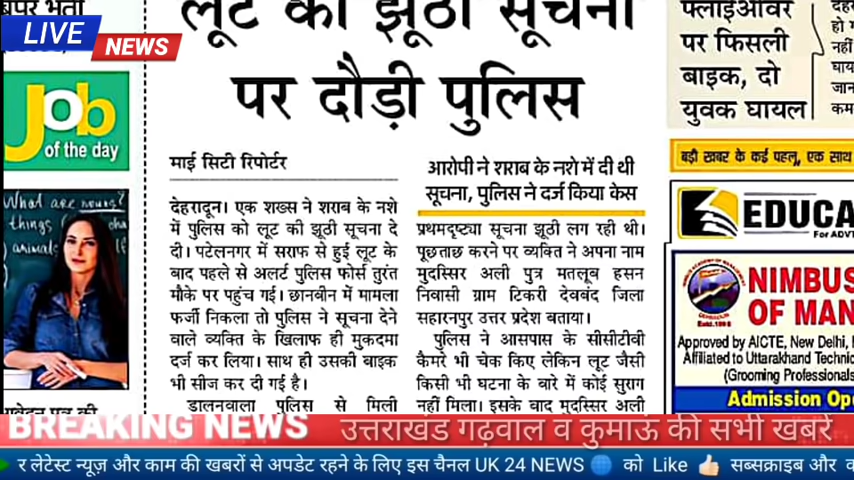 LIVE
NEWS
Job
of the day
What are nouns?
things
animals
लूट की झूठी सूचना
पर दौड़ी पुलिस
माई सिटी रिपोर्टर
देहरादून। एक शख्स ने शराब के नशे
में पुलिस को लूट की झूठी सूचना दे
दी। पटेलनगर में सराफ से हुई लूट के
बाद पहले से अलर्ट पुलिस फोर्स तुरंत
मौके पर पहुंच गई। छानबीन में मामला
फर्जी निकला तो पुलिस ने सूचना देने
वाले व्यक्ति के खिलाफ ही मुकदमा
दर्ज कर लिया। साथ ही उसकी बाइक
भी सीज कर दी गई है।
डालनवाला पुलिस से मिली
आरोपी ने शराब के नशे में दी थी
सूचना, पुलिस ने दर्ज किया केस
प्रथमदृष्ट्या सूचना झूठी लग रही थी।
पूछताछ करने पर व्यक्ति ने अपना नाम
मुदस्सिर अली पुत्र मतलूब हसन
निवासी ग्राम टिकरी देवबंद जिला
सहारनपुर उत्तर प्रदेश बताया।
पुलिस ने आसपास के सीसीटीवी
कैमरे भी चेक किए लेकिन लूट जैसी
किसी भी घटना के बारे में कोई सुराग
नहीं मिला। इसके बाद मुदस्सिर अली
फ्लाईओवर
पर फिसली
बाइक, दो
युवक घायल
हो
नहीं
घाय
जान
कम
बड़ी खबर के कई पहलू, एक साथ
EDUCA
For ADVT
NIMBUS
OF MAN
Estd.
Approved by AICTE, New Delhi,
Affiliated to Uttarakhand Technic
(Grooming Professionals
Admission Ope
BREAKING NEWS
उत्तराखंड गढ़वाल व कुमाऊं की सभी खबरें
र लेटेस्ट न्यूज़ और काम की खबरों से अपडेट रहने के लिए इस चैनल UK 24 NEWS 🌐 को Like 👍🏻 सब्सक्राइब और